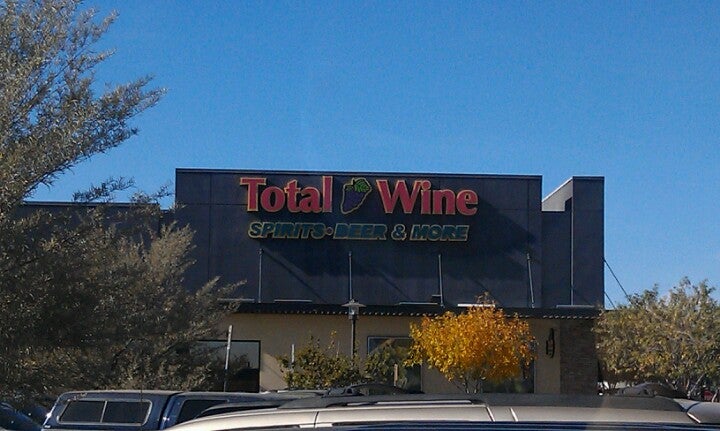 Total Wine
SPIRITS • BEER & MORE